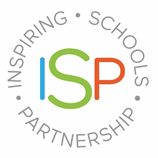 · INSPIRING · SCHOOLS ·
PARTNERSHIP
ISP